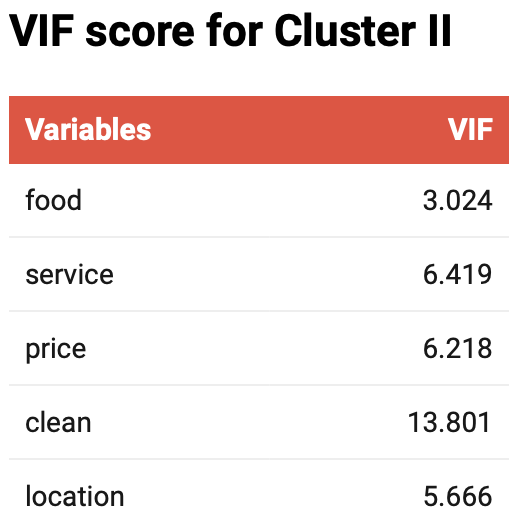 VIF score for Cluster II
Variables VIF
food 3.024
service 6.419
price 6.218
clean 13.801
location 5.666